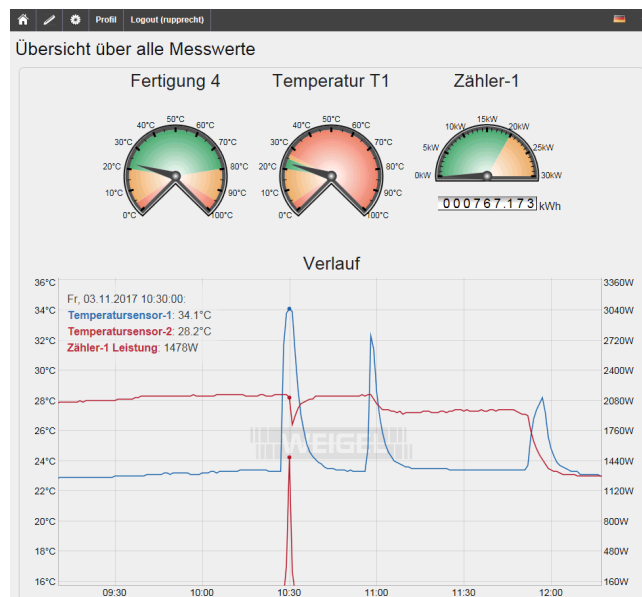 Profil Logout (rupprecht)
Übersicht über alle Messwerte
Fertigung 4 Temperatur T1 Zähler-1
0°C 10°C 20°C 30°C 40°C 50°C 60°C 70°C 80°C 90°C 100°C
0°C 10°C 20°C 30°C 40°C 50°C 60°C 70°C 80°C 90°C 100°C
0kW 5kW 10kW 15kW 20kW 25kW 30kW
000767.173 kWh
Verlauf
36°C 3360W
34°C 3040W
32°C 2720W
30°C 2400W
28°C 2080W
26°C 1760W
24°C 1440W
22°C 1120W
20°C 800W
18°C 480W
16°C 160W
Fr, 03.11.2017 10:30:00:
Temperatursensor-1: 34.1°C
Temperatursensor-2: 28.2°C
Zähler-1 Leistung: 1478W
WEIGEL
09:30 10:00 10:30 11:00 11:30 12:00